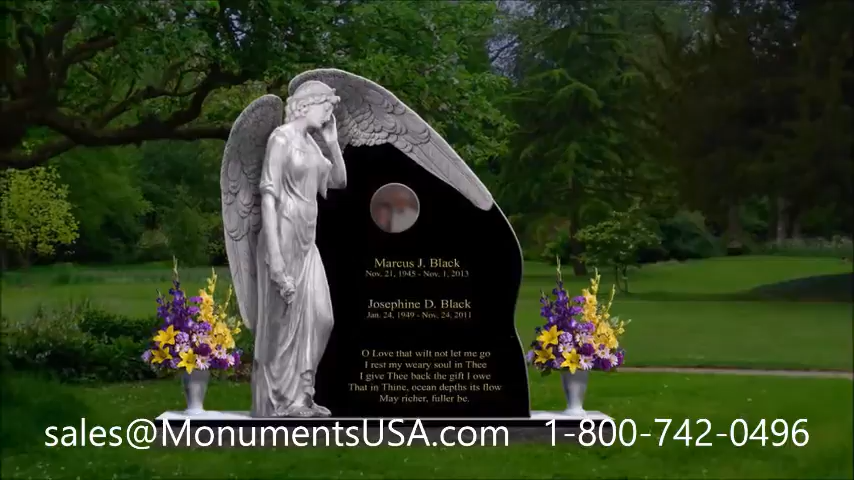 Marcus J. Black
Nov. 21, 1945 - Nov. 1, 2013
Josephine D. Black
Jan. 24, 1949 - Nov. 24, 2011
O Love that wilt not let me go
I rest my weary soul in Thee
I give Thee back the gift I owe
That in Thine, ocean depths its flow
May richer, fuller be.
sales@MonumentsUSA.com 1-800-742-0496